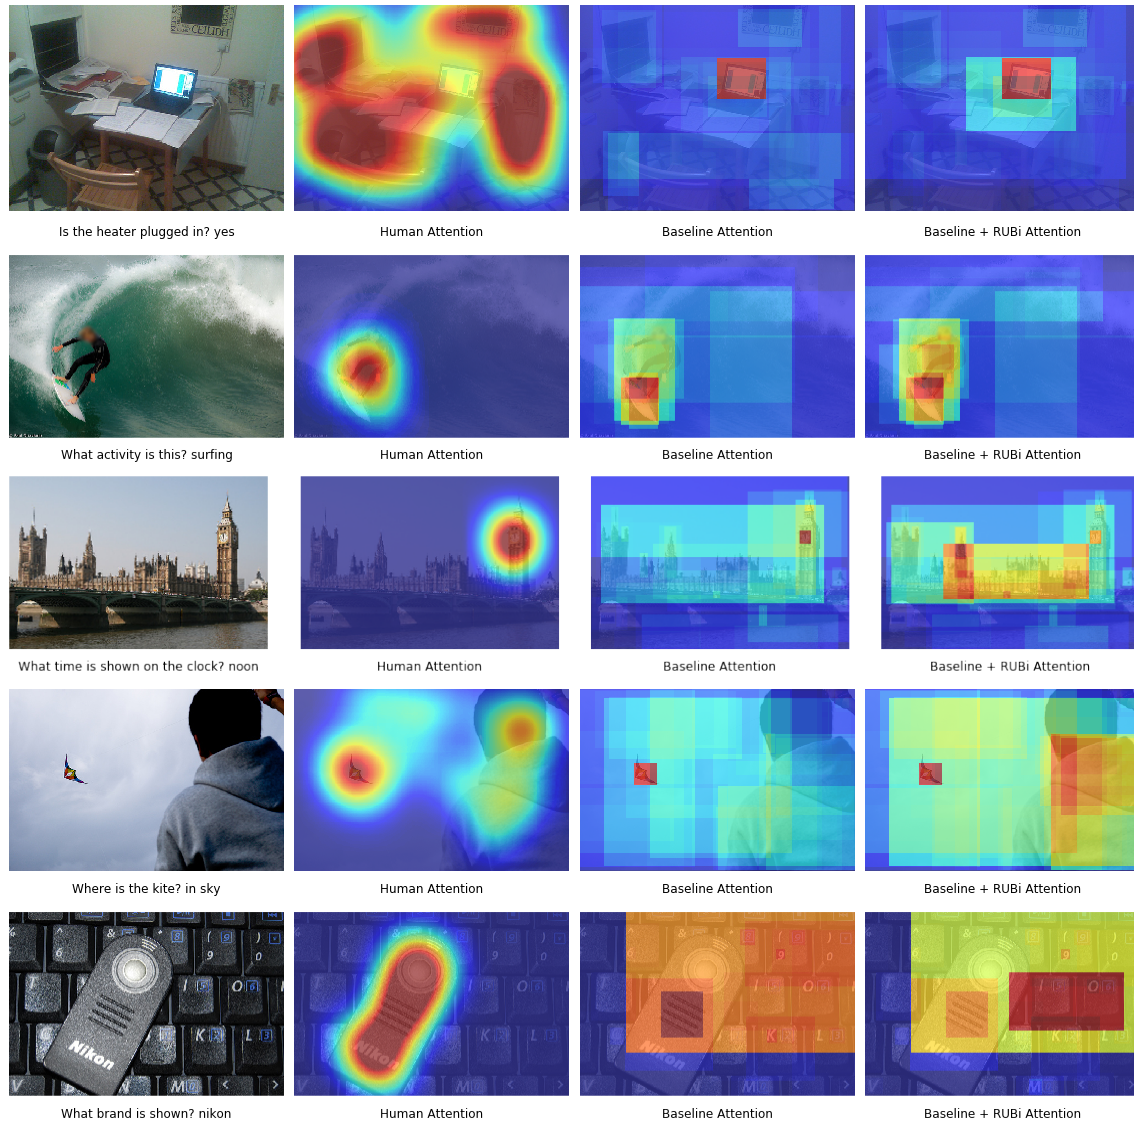 CEILIDH
Is the heater plugged in? yes
Human Attention
Baseline Attention
Baseline + RUBi Attention
What activity is this? surfing
Human Attention
Baseline Attention
Baseline + RUBi Attention
What time is shown on the clock? noon
Human Attention
Baseline Attention
Baseline + RUBi Attention
Where is the kite? in sky
Human Attention
Baseline Attention
Baseline + RUBi Attention
Nikon
What brand is shown? nikon
Human Attention
Baseline Attention
Baseline + RUBi Attention